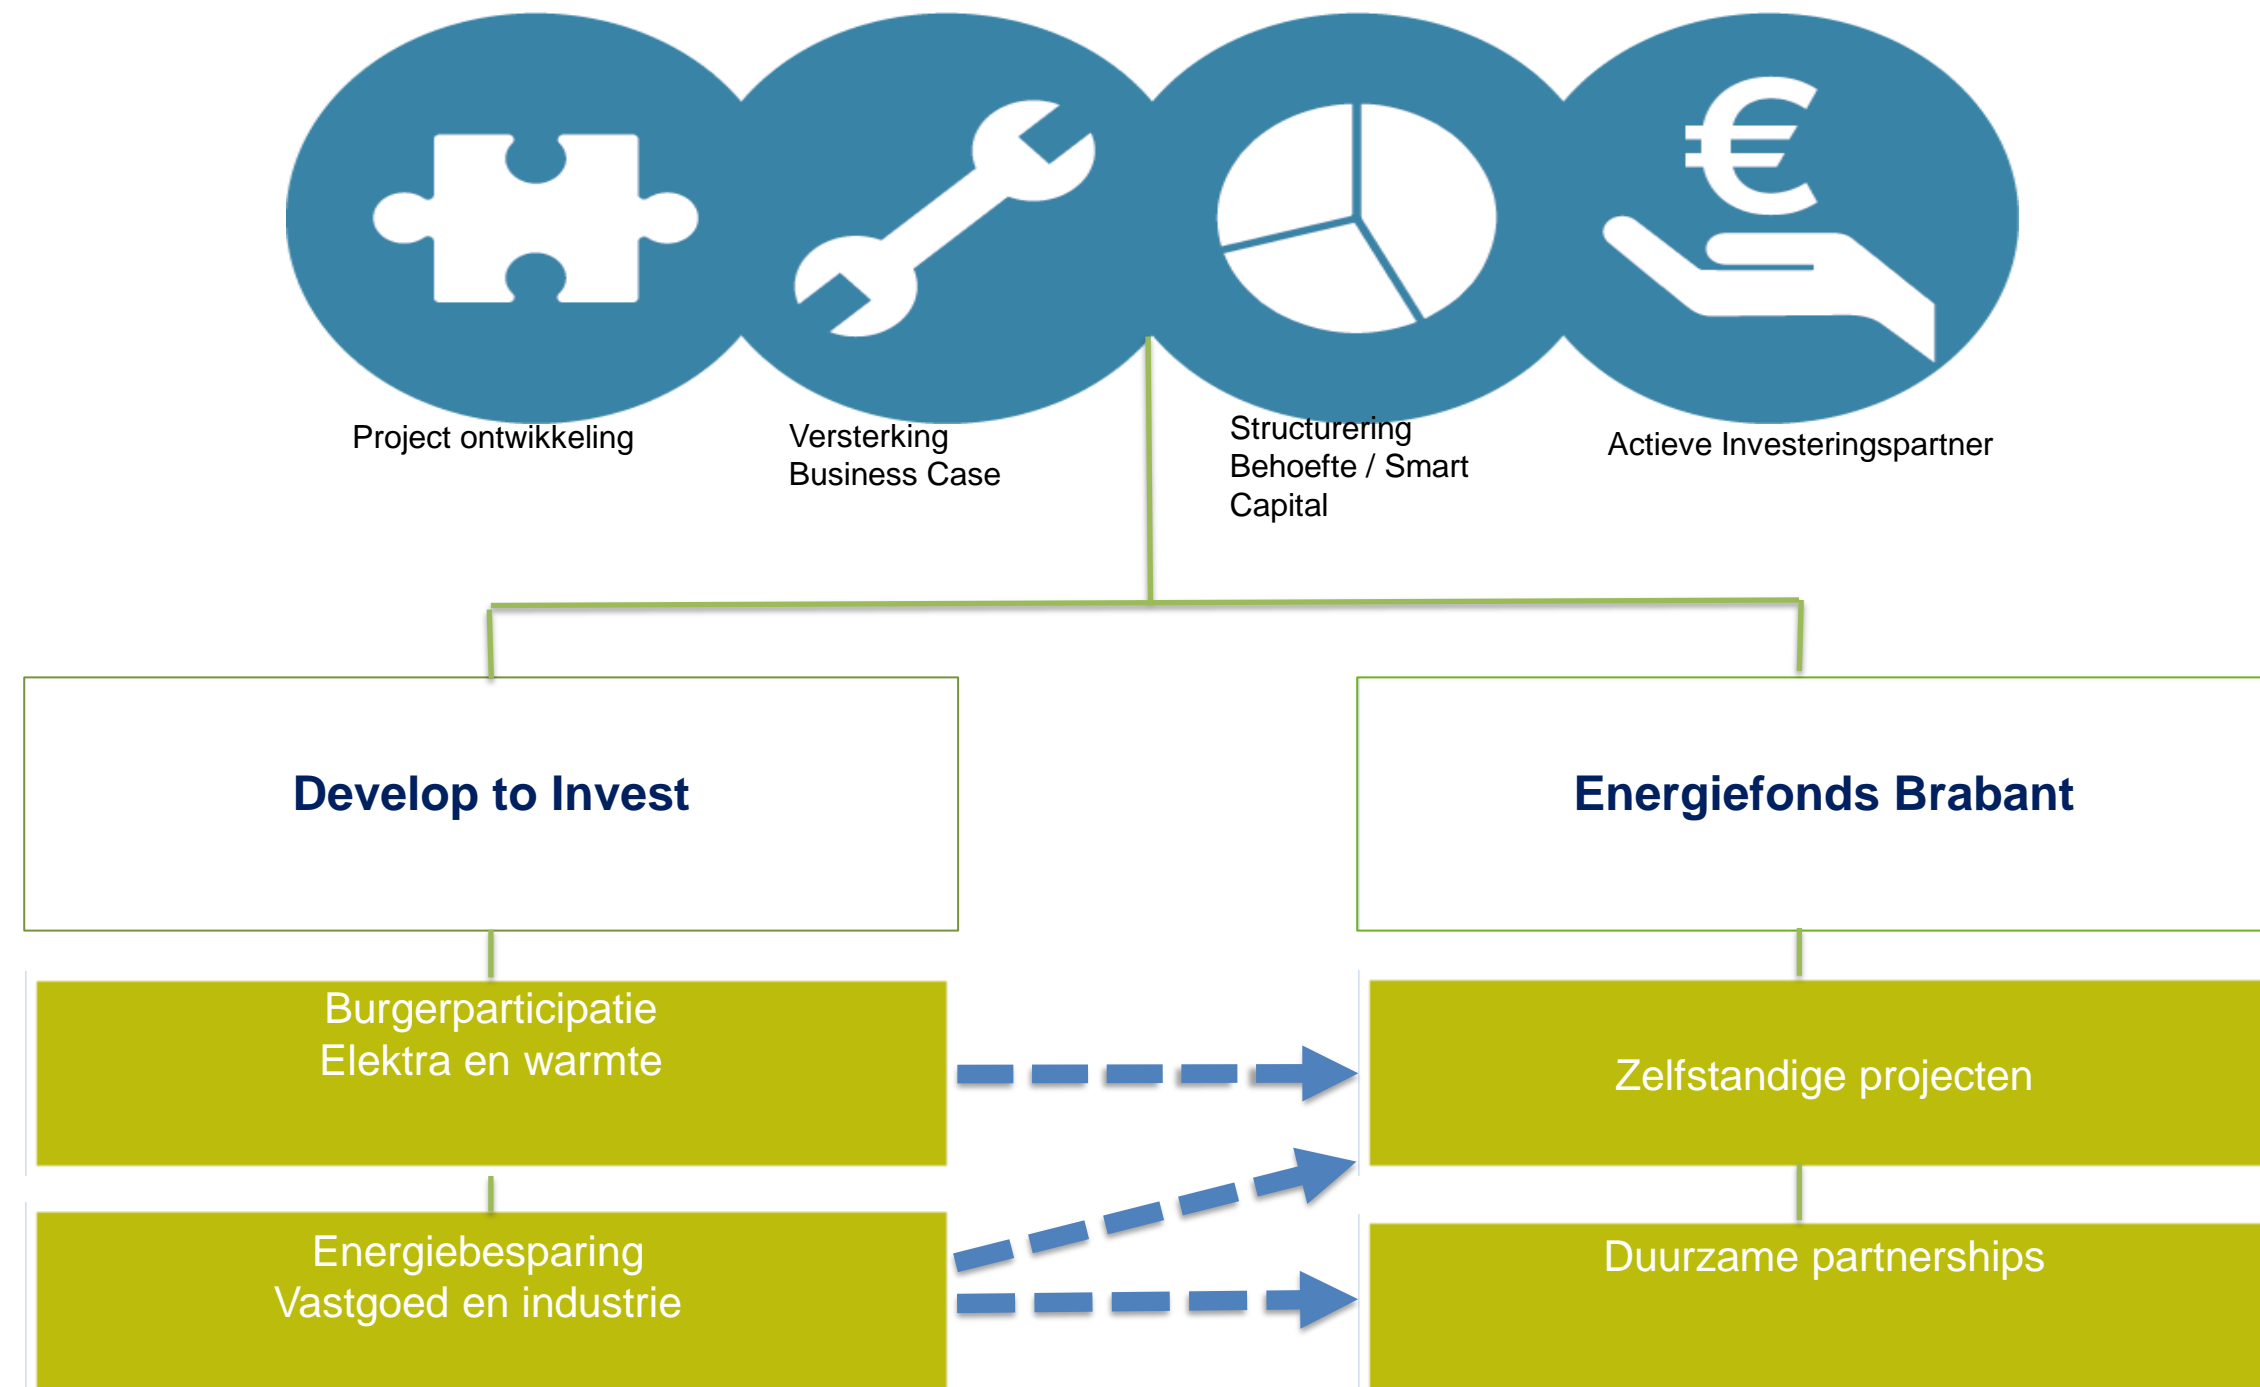 €
Project ontwikkeling
Versterking
Business Case
Structurering
Behoefte / Smart
Capital
Actieve Investeringspartner
Develop to Invest
Energiefonds Brabant
Burgerparticipatie
Elektra en warmte
Zelfstandige projecten
Energiebesparing
Vastgoed en industrie
Duurzame partnerships